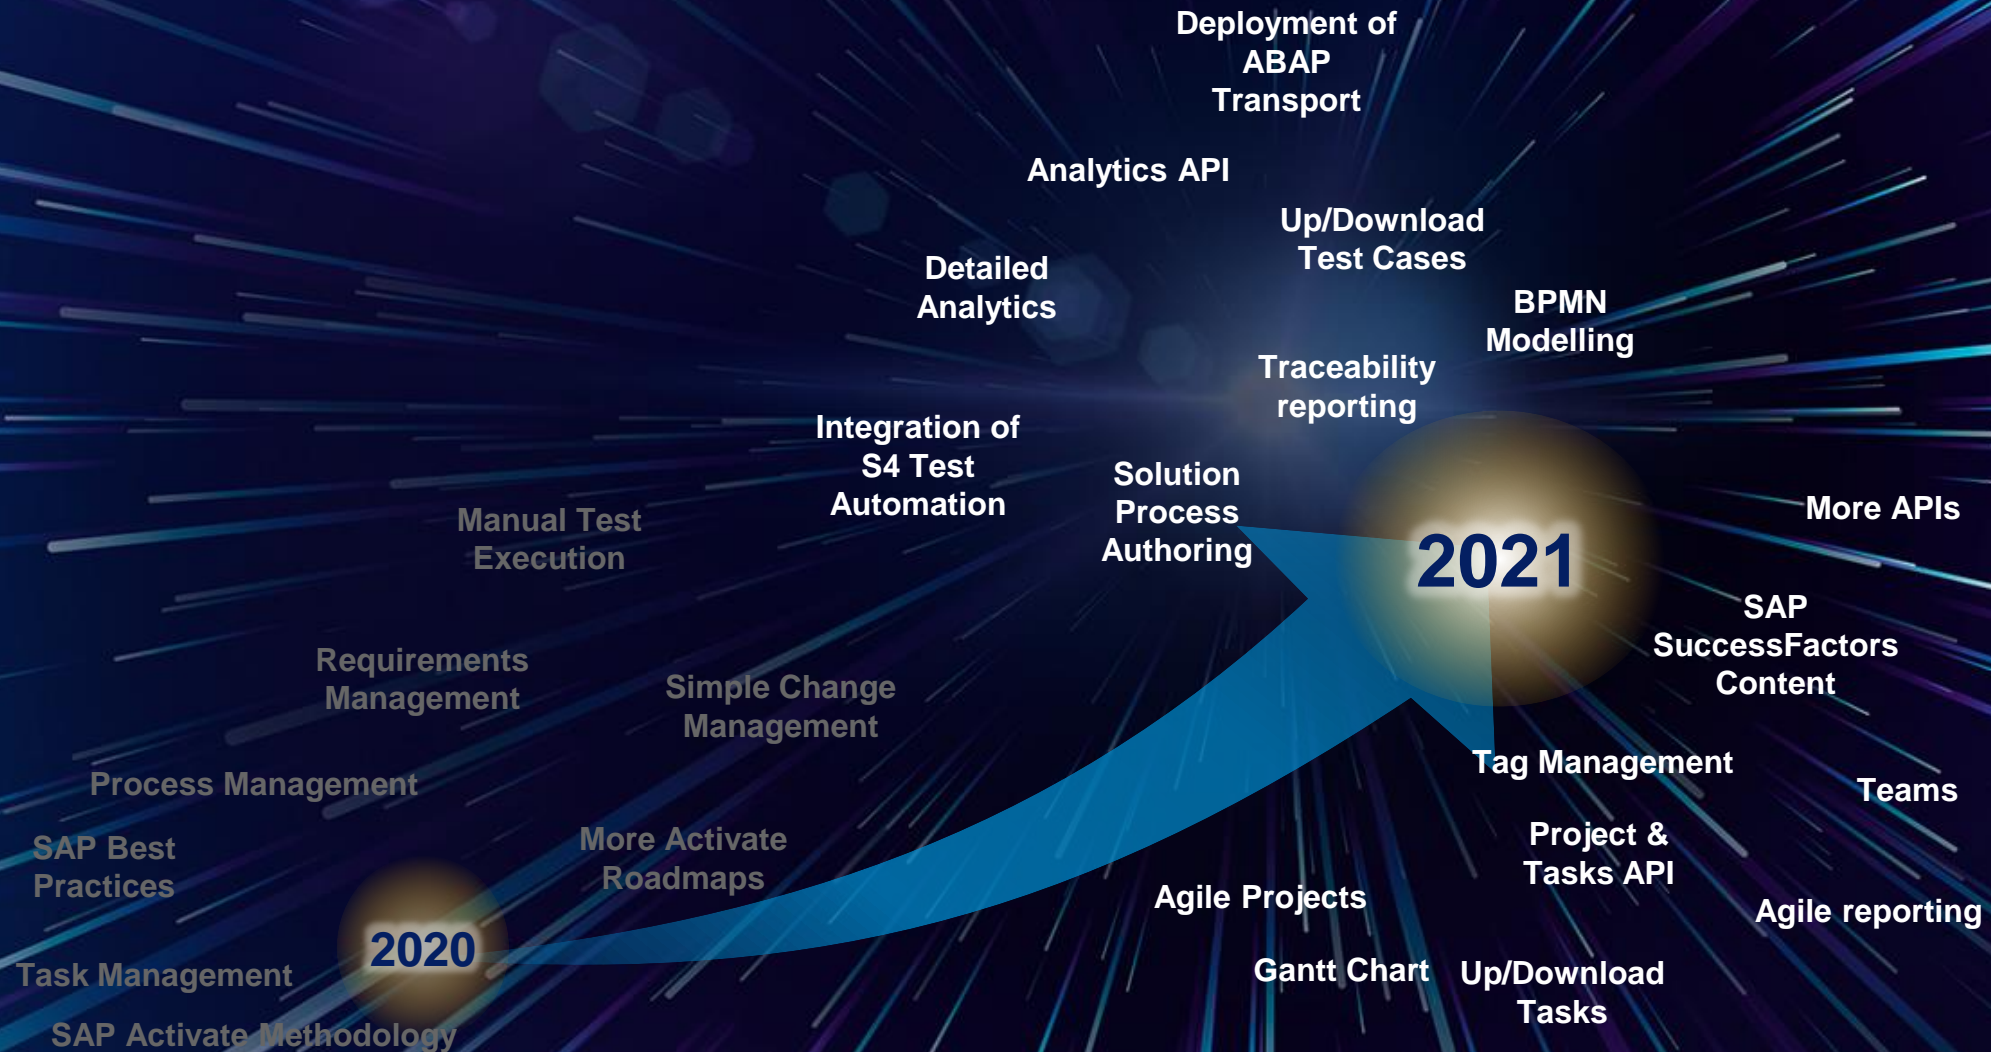 Deployment of
ABAP
Transport
Analytics API
Up/Download
Test Cases
Detailed
Analytics
BPMN
Modelling
Traceability
reporting
Integration of
S4 Test
Automation
Solution
Process
Authoring
More APIs
Manual Test
Execution
2021
SAP
SuccessFactors
Content
Requirements
Management
Simple Change
Management
Tag Management
Process Management
Teams
SAP Best
Practices
More Activate
Roadmaps
Project &
Tasks API
Agile Projects
Agile reporting
2020
Task Management
Gantt Chart
Up/Download
Tasks
SAP Activate Methodology